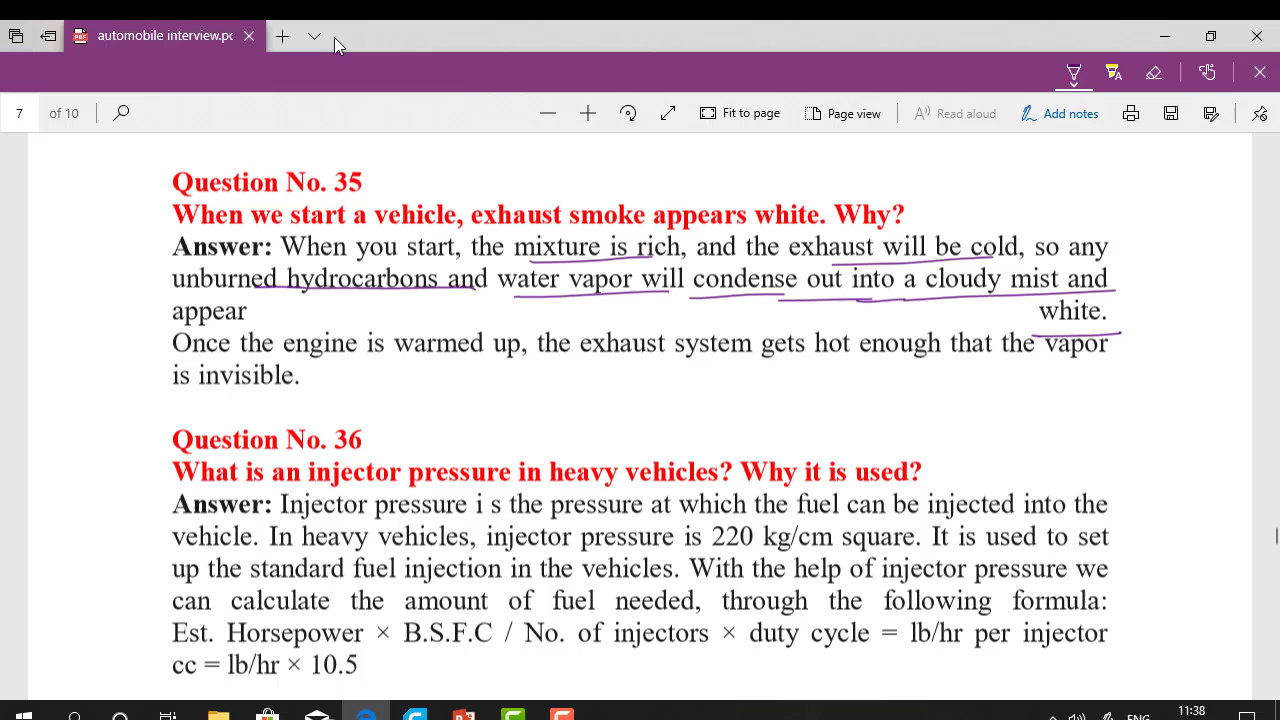 automobile interview.pc
7 of 10 Fit to page Page view Read aloud Add notes
Question No. 35
When we start a vehicle, exhaust smoke appears white. Why?
Answer: When you start, the mixture is rich, and the exhaust will be cold, so any
unburned hydrocarbons and water vapor will condense out into a cloudy mist and
appear white.
Once the engine is warmed up, the exhaust system gets hot enough that the vapor
is invisible.
Question No. 36
What is an injector pressure in heavy vehicles? Why it is used?
Answer: Injector pressure i s the pressure at which the fuel can be injected into the
vehicle. In heavy vehicles, injector pressure is 220 kg/cm square. It is used to set
up the standard fuel injection in the vehicles. With the help of injector pressure we
can calculate the amount of fuel needed, through the following formula:
Est. Horsepower × B.S.F.C / No. of injectors × duty cycle = lb/hr per injector
cc = lb/hr × 10.5
ENG 11:38